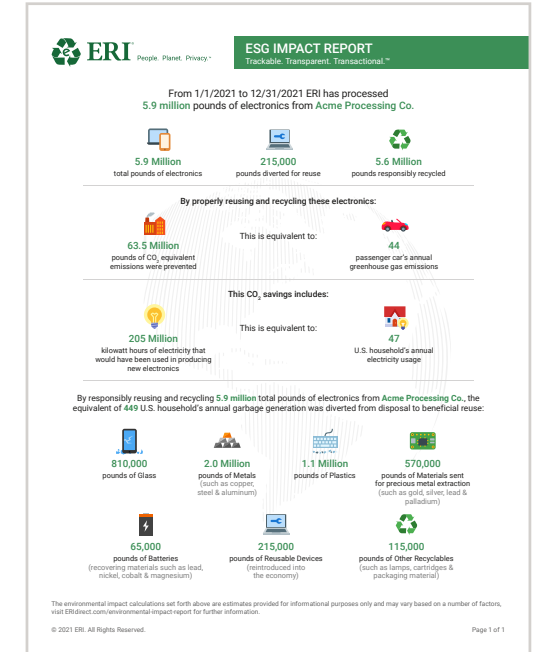 ERI® People. Planet. Privacy.™
ESG IMPACT REPORT
Trackable. Transparent. Transactional.™
From 1/1/2021 to 12/31/2021 ERI has processed
5.9 million pounds of electronics from Acme Processing Co.
5.9 Million
total pounds of electronics
215,000
pounds diverted for reuse
5.6 Million
pounds responsibly recycled
By properly reusing and recycling these electronics:
63.5 Million
pounds of CO₂ equivalent
emissions were prevented
This is equivalent to:
44
passenger car's annual
greenhouse gas emissions
This CO₂ savings includes:
205 Million
kilowatt hours of electricity that
would have been used in producing
new electronics
This is equivalent to:
47
U.S. household's annual
electricity usage
By responsibly reusing and recycling 5.9 million total pounds of electronics from Acme Processing Co., the
equivalent of 449 U.S. household's annual garbage generation was diverted from disposal to beneficial reuse:
810,000
pounds of Glass
2.0 Million
pounds of Metals
(such as copper,
steel & aluminum)
1.1 Million
pounds of Plastics
570,000
pounds of Materials sent
for precious metal extraction
(such as gold, silver, lead &
palladium)
65,000
pounds of Batteries
(recovering materials such as lead,
nickel, cobalt & magnesium)
215,000
pounds of Reusable Devices
(reintroduced into
the economy)
115,000
pounds of Other Recyclables
(such as lamps, cartridges &
packaging material)
The environmental impact calculations set forth above are estimates provided for informational purposes only and may vary based on a number of factors,
visit ERIdirect.com/environmental-impact-report for further information.
© 2021 ERI. All Rights Reserved.
Page 1 of 1